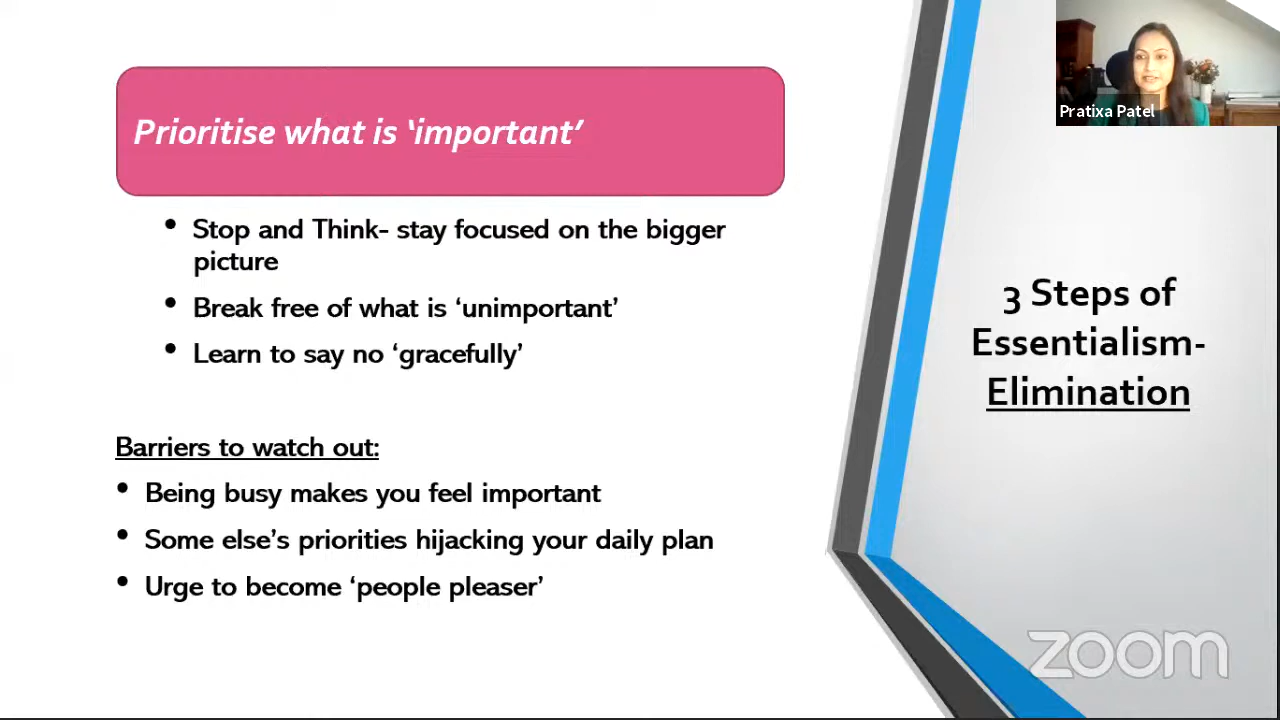 Prioritise what is ‘important’
• Stop and Think- stay focused on the bigger
picture
• Break free of what is ‘unimportant’
• Learn to say no ‘gracefully’
Barriers to watch out:
• Being busy makes you feel important
• Some else’s priorities hijacking your daily plan
• Urge to become ‘people pleaser’
Pratixa Patel
3 Steps of
Essentialism-
Elimination
zoom